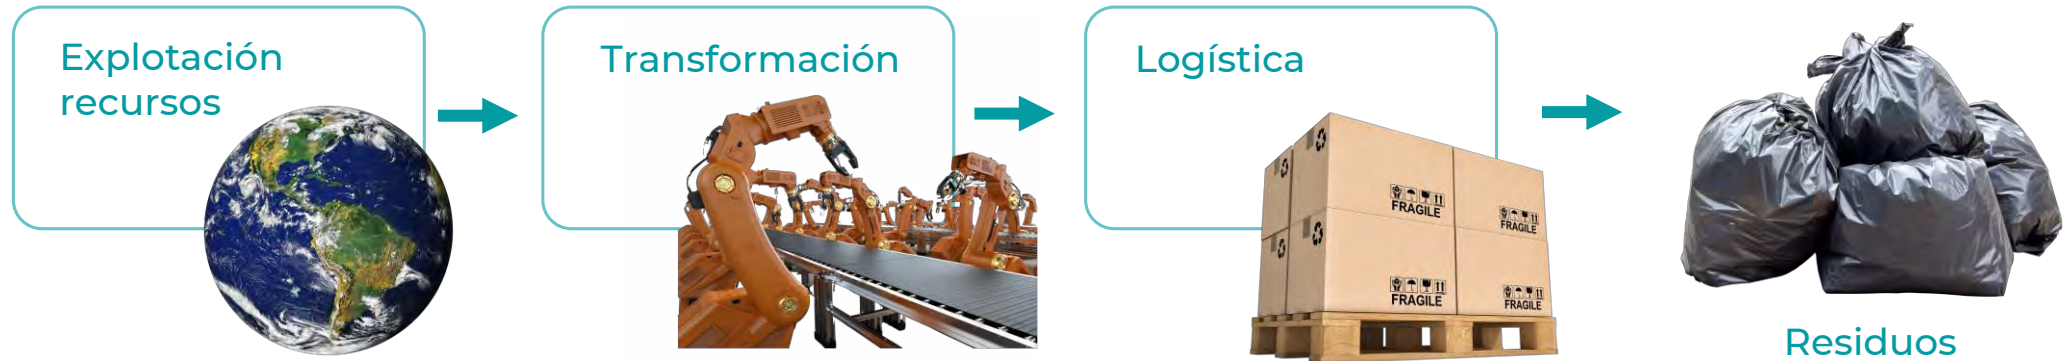 Explotación
recursos
Transformación
Logística
FRAGILE
FRAGILE
FRAGILE
FRAGILE
Residuos